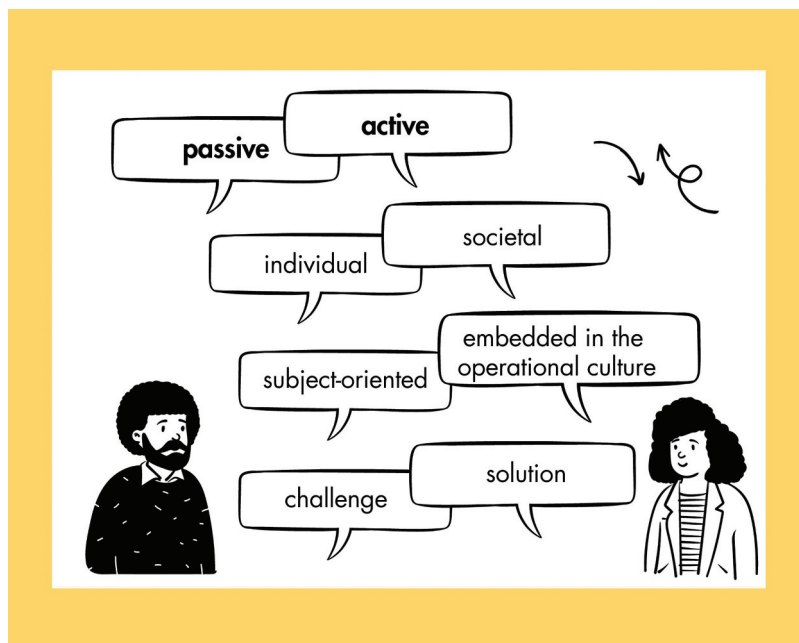 passive
active
individual
societal
subject-oriented
embedded in the
operational culture
challenge
solution